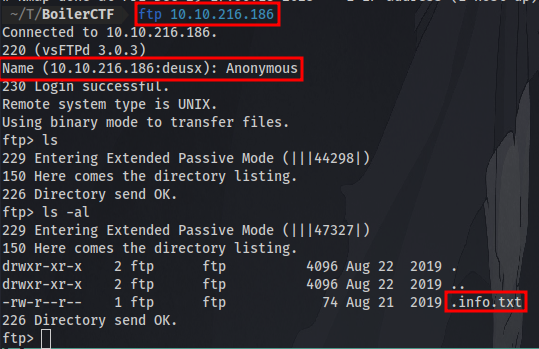 ~/T/BoilerCTF ftp 10.10.216.186
Connected to 10.10.216.186.
220 (vsFTPd 3.0.3)
Name (10.10.216.186:deusx): Anonymous
230 Login successful.
Remote system type is UNIX.
Using binary mode to transfer files.
ftp> ls
229 Entering Extended Passive Mode (|||44298|)
150 Here comes the directory listing.
226 Directory send OK.
ftp> ls -al
229 Entering Extended Passive Mode (|||47327|)
150 Here comes the directory listing.
drwxr-xr-x 2 ftp ftp 4096 Aug 22 2019 .
drwxr-xr-x 2 ftp ftp 4096 Aug 22 2019 ..
-rw-r--r-- 1 ftp ftp 74 Aug 21 2019 .info.txt
226 Directory send OK.
ftp>